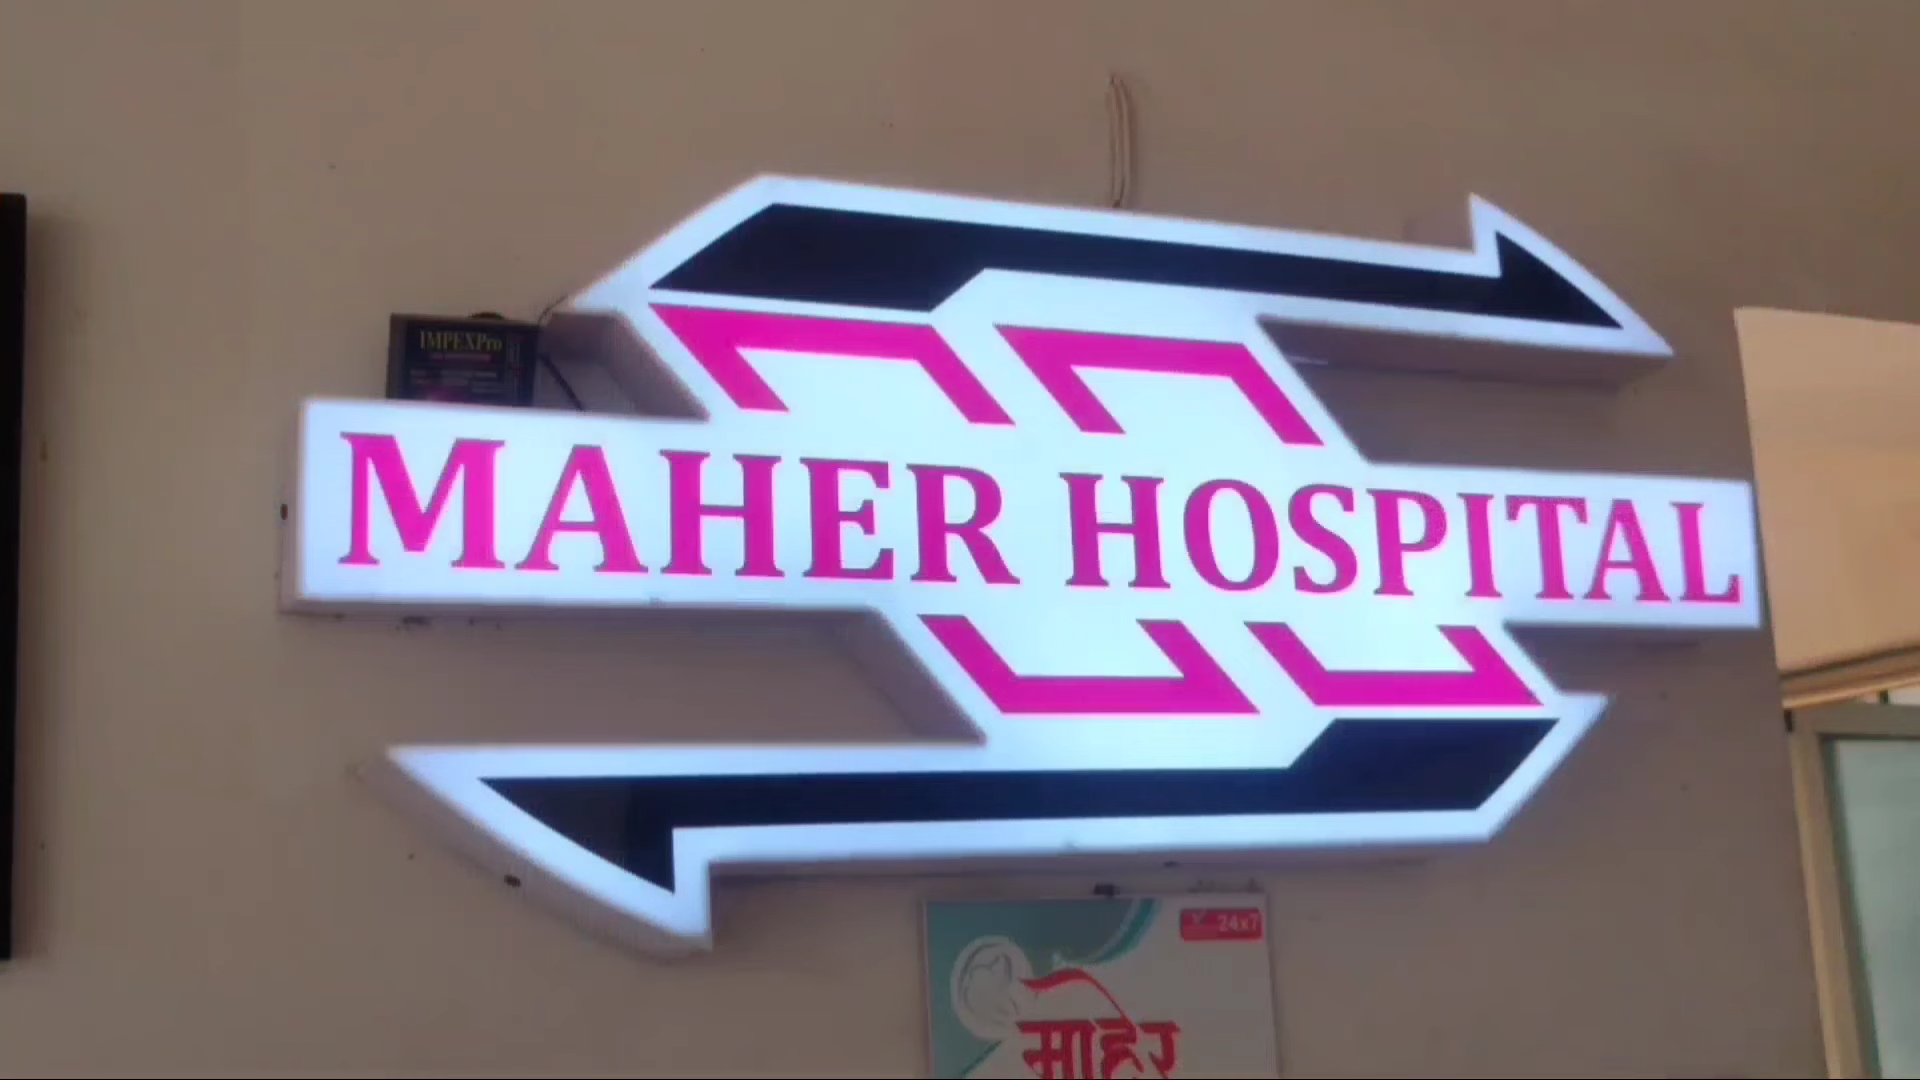 IMPEXPro
MAHER HOSPITAL
24x7
माहेर